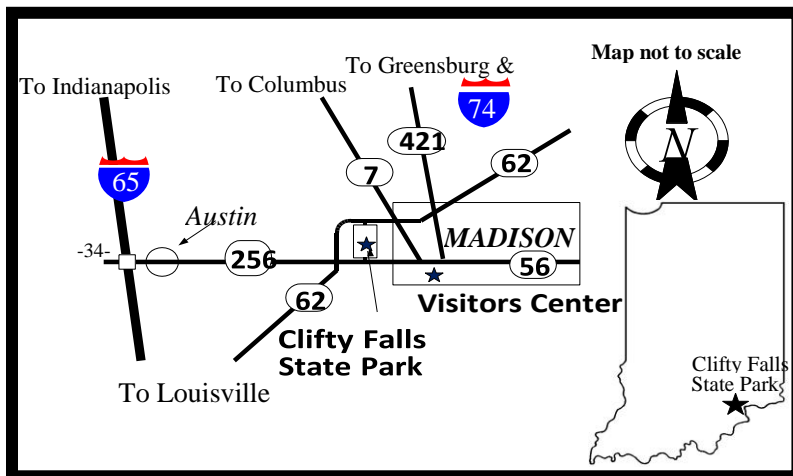 Map not to scale
To Greensburg &
74
To Indianapolis
To Columbus
65
421
7
62
N
Austin
MADISON
-34-
256
56
62
Visitors Center
Clifty Falls
State Park
To Louisville
Clifty Falls
State Park